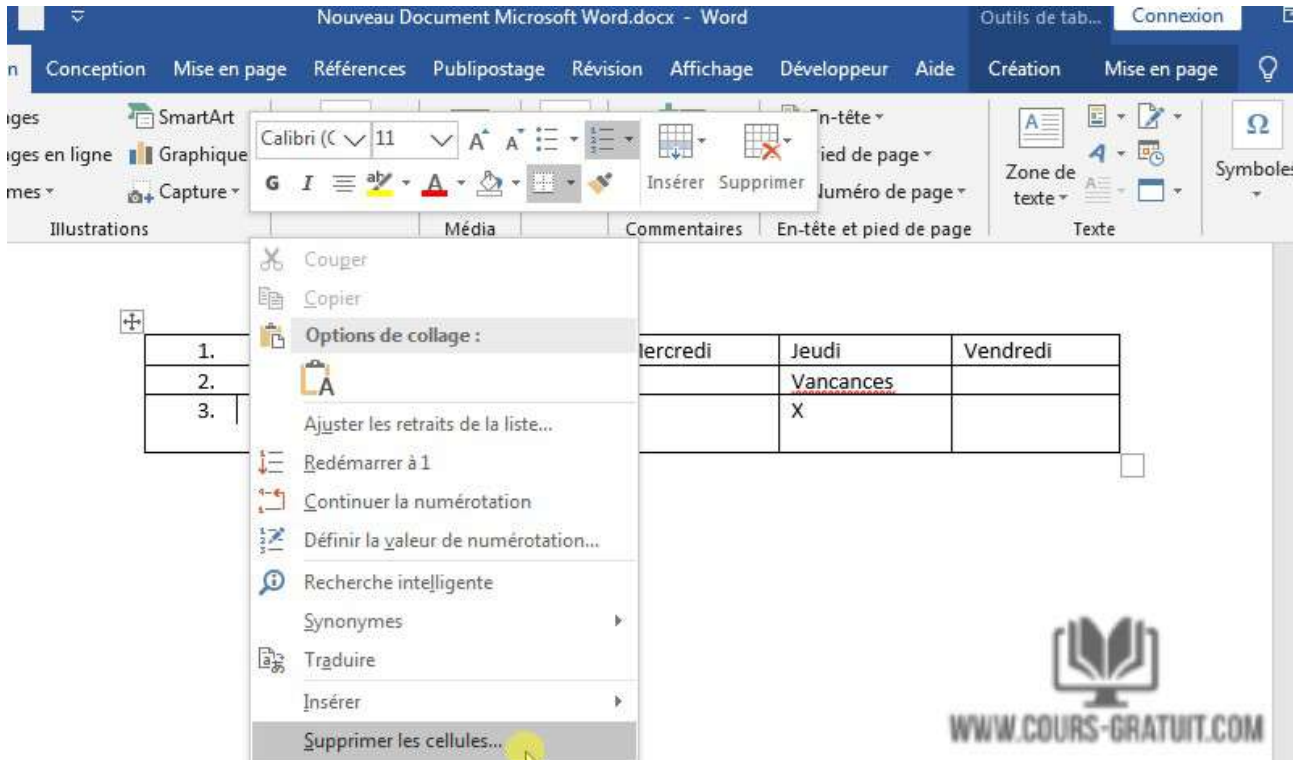 Nouveau Document Microsoft Word.docx - Word
Outils de tab...
Connexion
n Conception Mise en page Références Publipostage Révision Affichage Développeur Aide Création Mise en page
SmartArt
en ligne
Graphique
Capture
Illustrations
Calibri (C 11 A A
G I ab A
Insérer Supprimer
Média
Commentaires
n-tête
ied de page
uméro de page
En-tête et pied de page
A
Zone de
texte
Texte
Ω
Symboles
Couper
Copier
Options de collage :
A
Ajuster les retraits de la liste...
Redémarrer à 1
Continuer la numérotation
Définir la valeur de numérotation...
Recherche intelligente
Synonymes
Traduire
Insérer
Supprimer les cellules...
1. ercredi Jeudi Vendredi
2. Vancances
3. X
WWW.COURS-GRATUIT.COM